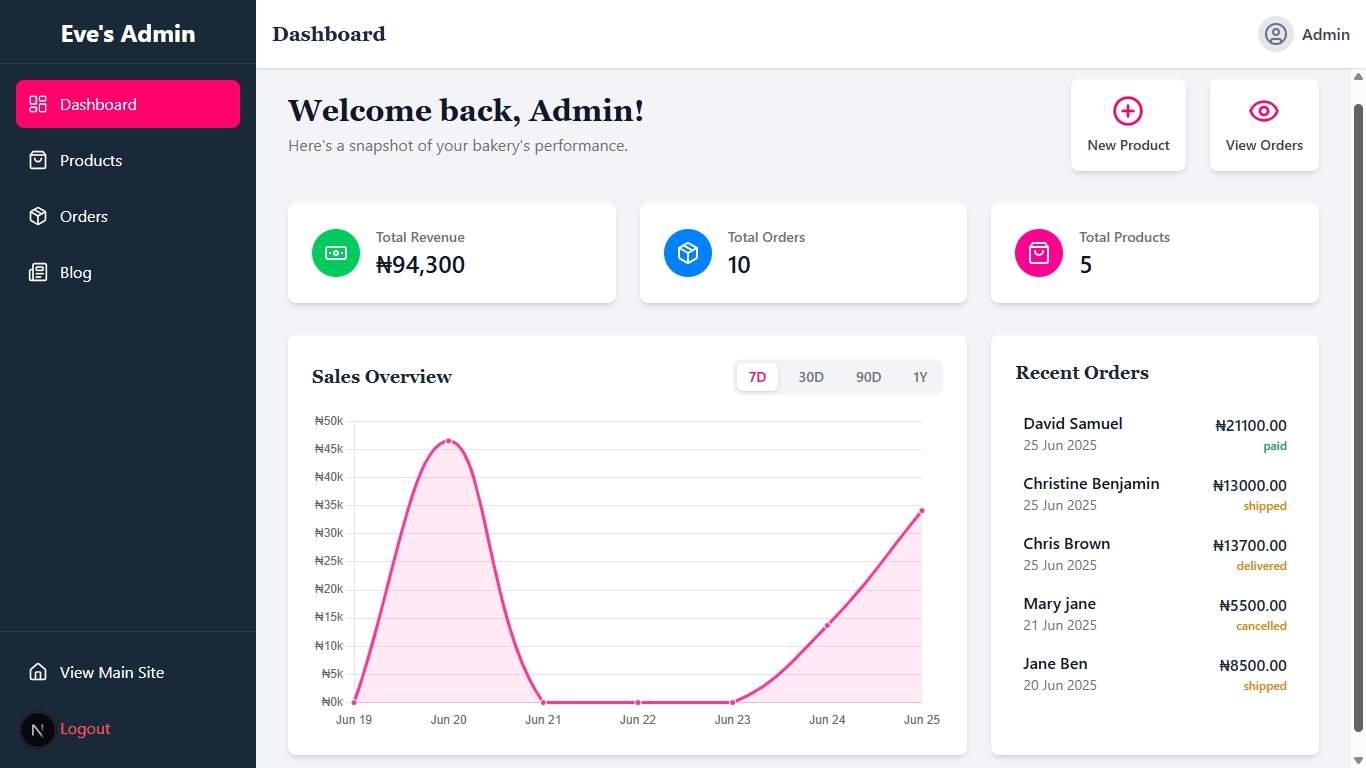 Eve's Admin
Dashboard
Products
Orders
Blog
View Main Site
N
Logout
Dashboard
Admin
Welcome back, Admin!
Here's a snapshot of your bakery's performance.
New Product
View Orders
Total Revenue
₦94,300
Total Orders
10
Total Products
5
Sales Overview
7D 30D 90D 1Y
₦50k
₦45k
₦40k
₦35k
₦30k
₦25k
₦20k
₦15k
₦10k
₦5k
₦0k
Jun 19 Jun 20 Jun 21 Jun 22 Jun 23 Jun 24 Jun 25
Recent Orders
David Samuel ₦21100.00
25 Jun 2025 paid
Christine Benjamin ₦13000.00
25 Jun 2025 shipped
Chris Brown ₦13700.00
25 Jun 2025 delivered
Mary jane ₦5500.00
21 Jun 2025 cancelled
Jane Ben ₦8500.00
20 Jun 2025 shipped